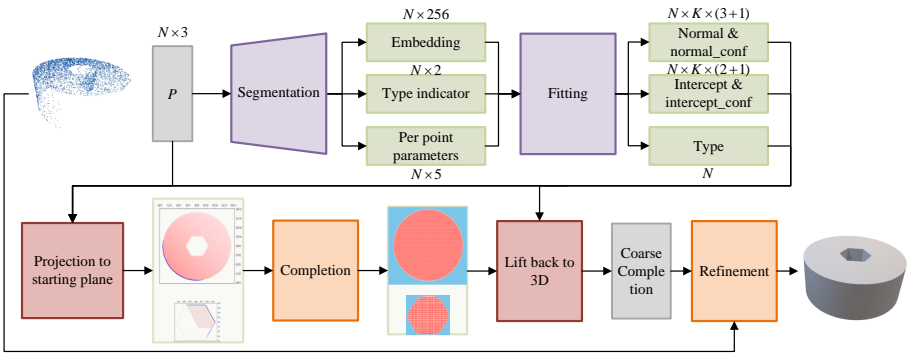 N×3
P
Segmentation
N×256
Embedding
N×2
Type indicator
Per point
parameters
N×5
Fitting
N×K×(3+1)
Normal &
normal_conf
N×K×(2+1)
Intercept &
intercept_conf
Type
N
Projection to
starting plane
Completion
Lift back to
3D
Coarse
Comple
tion
Refinement